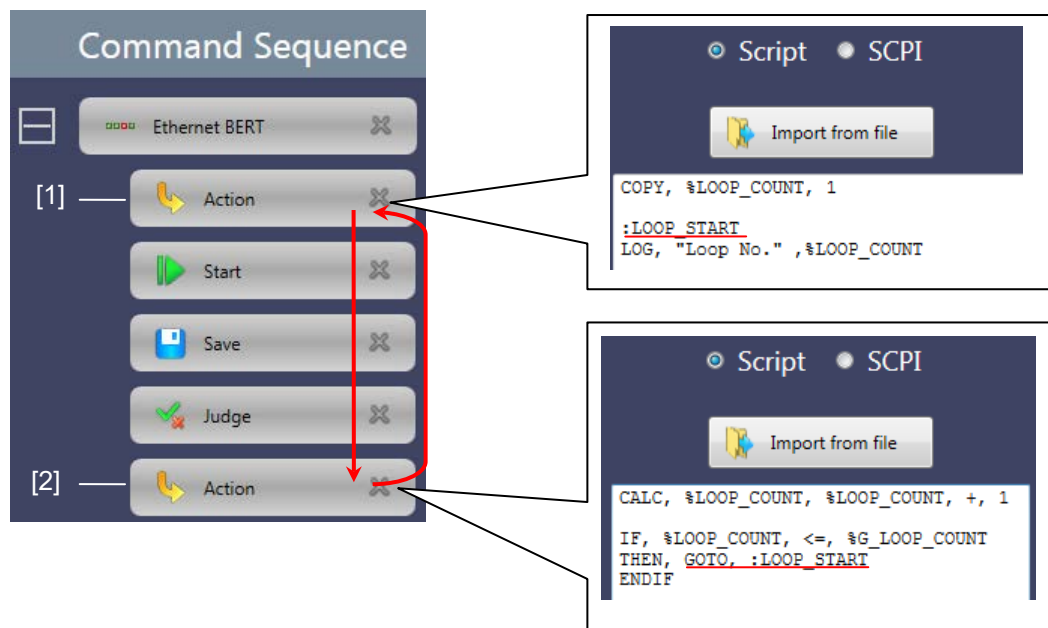 Command Sequence
Ethernet BERT
[1]
Action
Start
Save
Judge
[2]
Action
Script
SCPI
Import from file
COPY, %LOOP_COUNT, 1
:LOOP_START
LOG, "Loop No." ,%LOOP_COUNT
Script
SCPI
Import from file
CALC, %LOOP_COUNT, %LOOP_COUNT, +, 1
IF, %LOOP_COUNT, <=, %G_LOOP_COUNT
THEN, GOTO, :LOOP_START
ENDIF